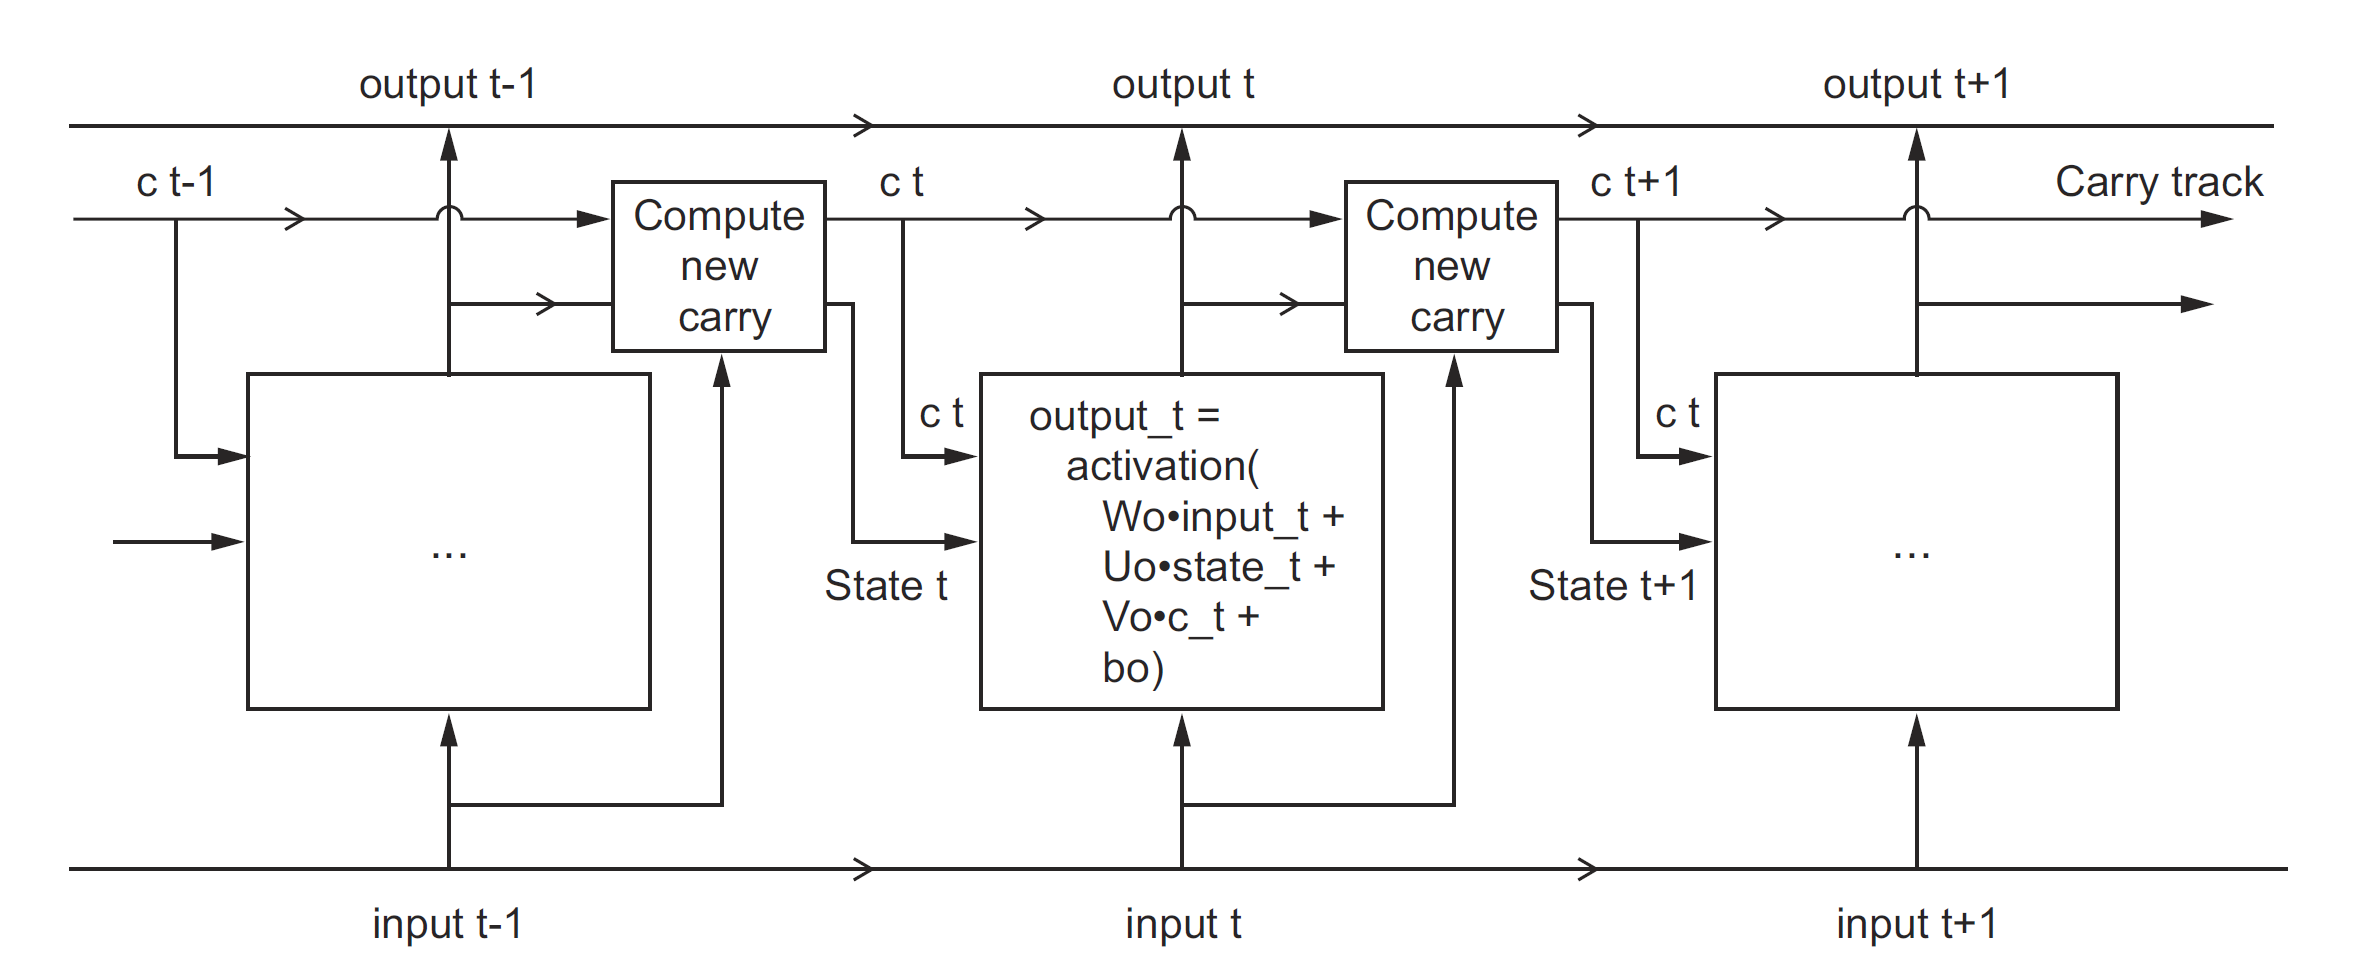 output t-1
output t
output t+1
c t-1
c t
c t+1
Carry track
Compute
new
carry
Compute
new
carry
c t
output_t =
activation(
Wo•input_t +
Uo•state_t +
Vo•c_t +
bo)
c t
...
...
State t
State t+1
input t-1
input t
input t+1